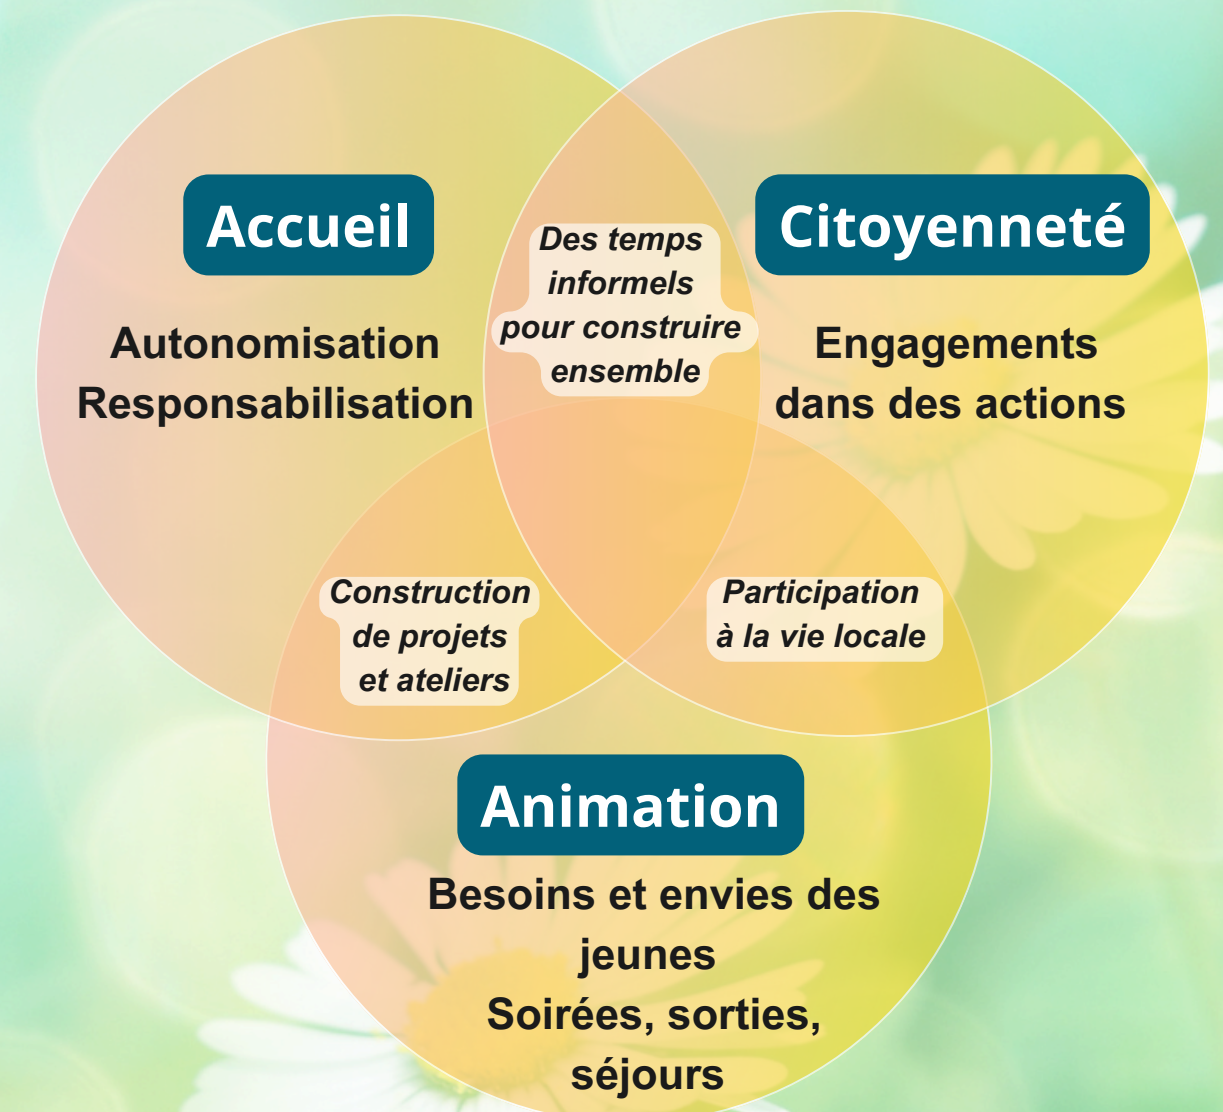 Accueil
Autonomisation
Responsabilisation
Des temps
informels
pour construire
ensemble
Citoyenneté
Engagements
dans des actions
Construction
de projets
et ateliers
Participation
à la vie locale
Animation
Besoins et envies des
jeunes
Soirées, sorties,
séjours